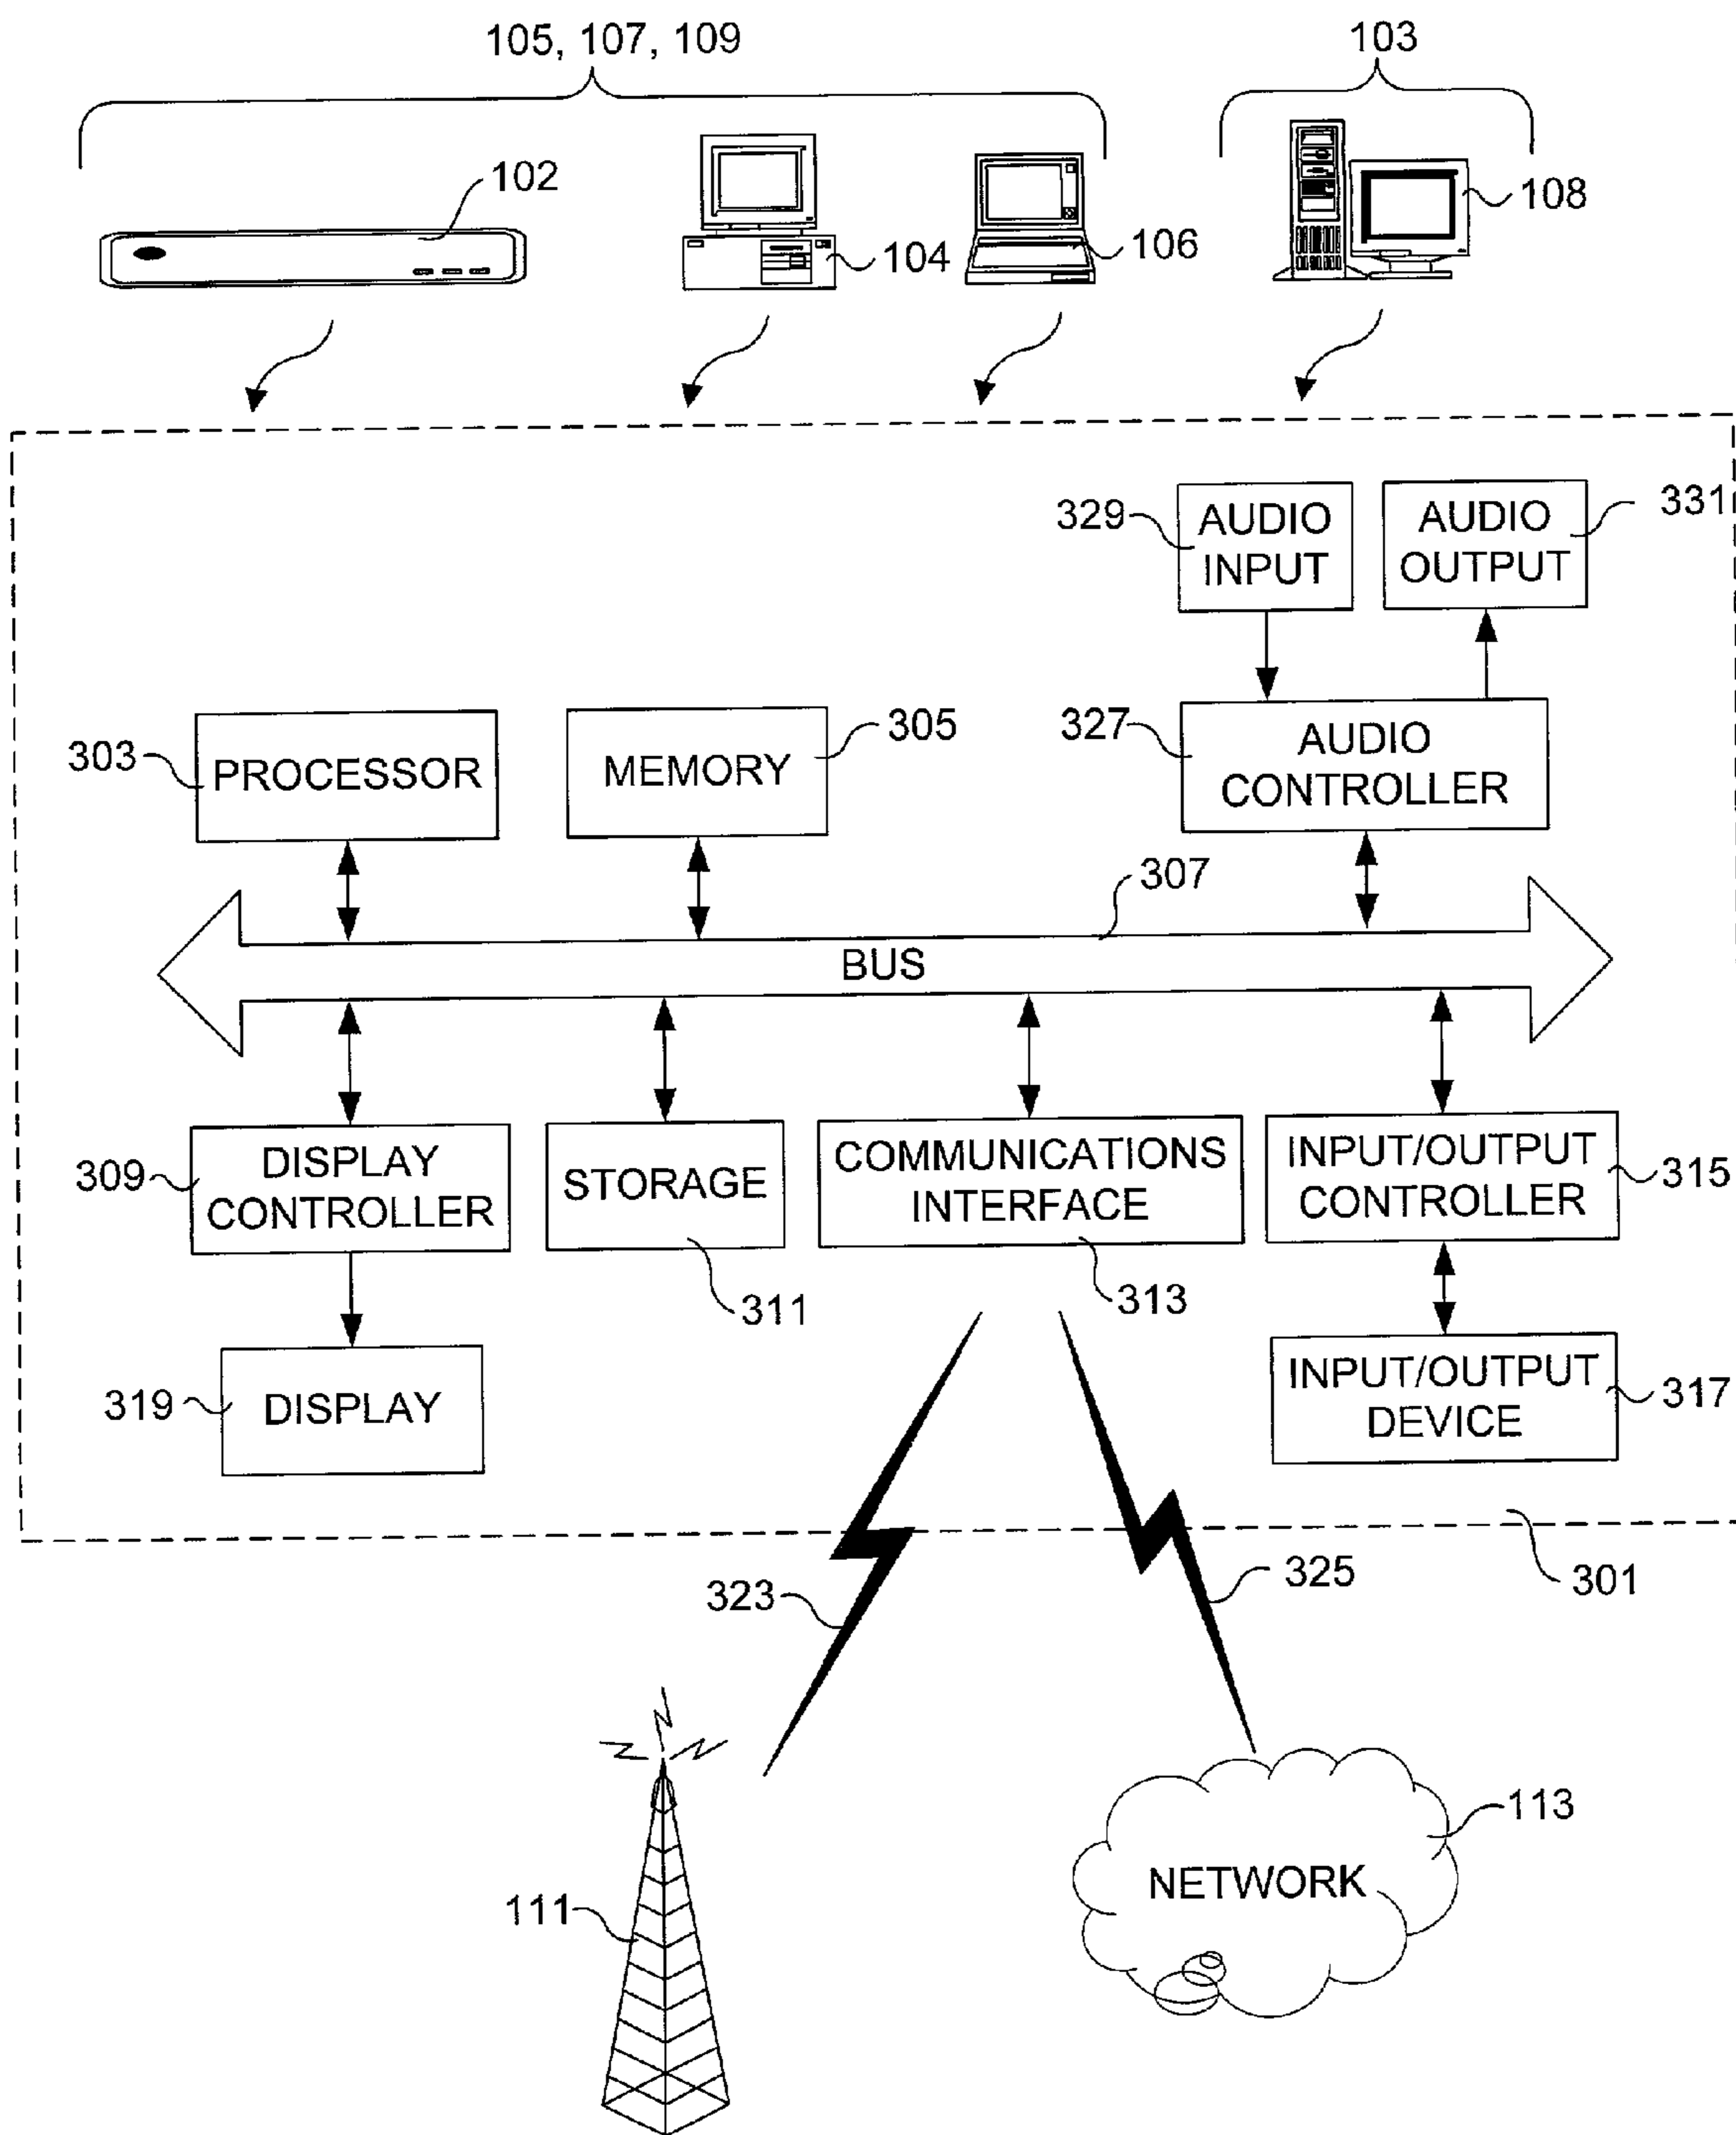 105, 107, 109
103
102
104
106
108
329
AUDIO
INPUT
AUDIO
OUTPUT
331
303
PROCESSOR
MEMORY
305
327
AUDIO
CONTROLLER
307
BUS
309
DISPLAY
CONTROLLER
STORAGE
311
COMMUNICATIONS
INTERFACE
313
INPUT/OUTPUT
CONTROLLER
315
319
DISPLAY
INPUT/OUTPUT
DEVICE
317
323
325
301
111
NETWORK
113